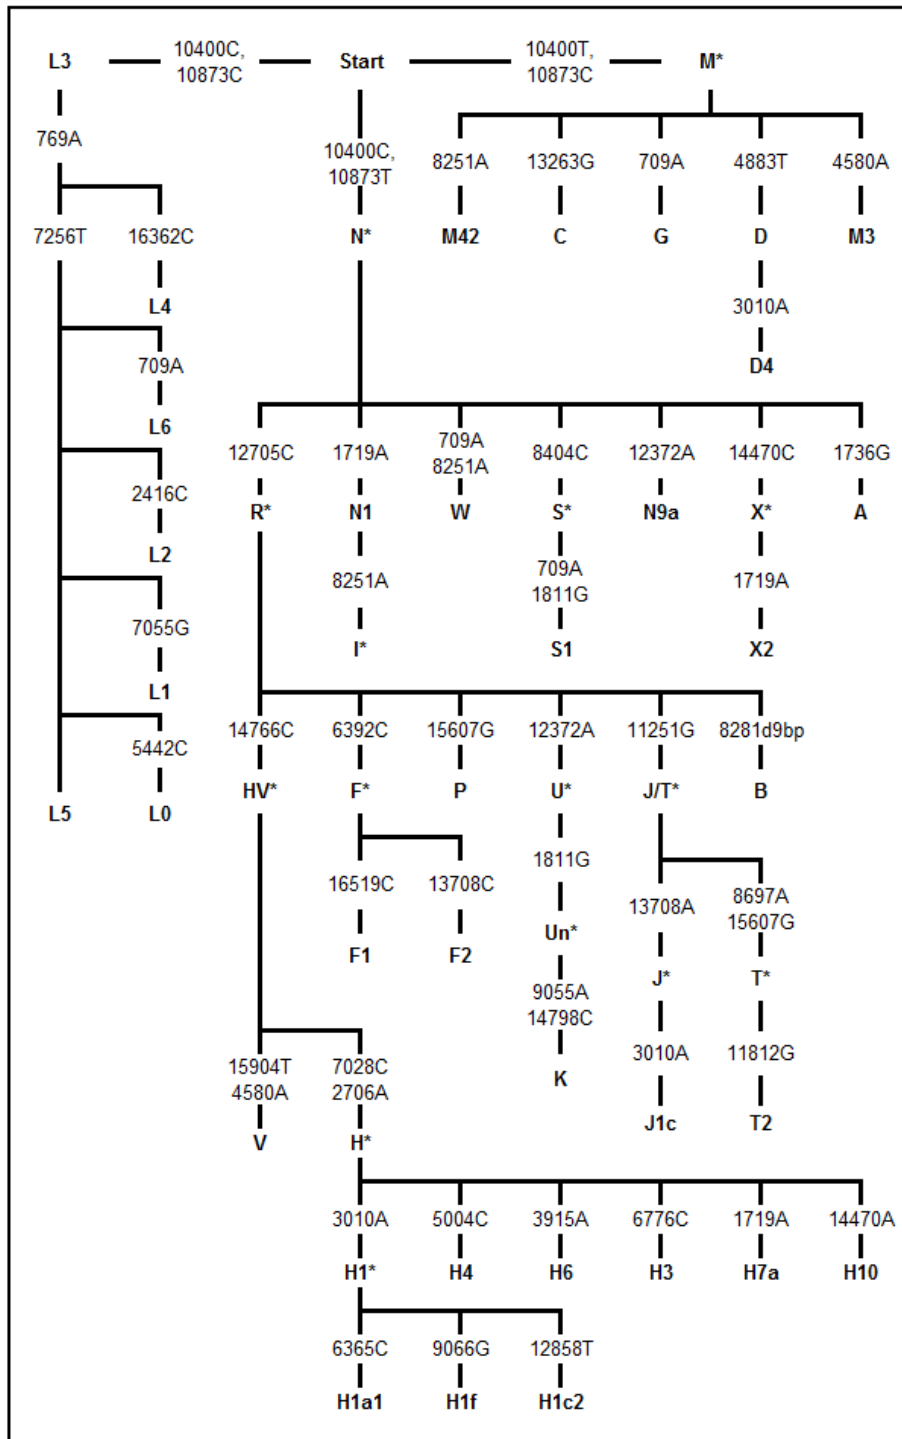 L3 10400C, Start 10400T, M*
10873C 10873C
769A 10400C, 8251A 13263G 709A 4883T 4580A
10873T
7256T 16362C N* M42 C G D M3
L4 3010A
709A D4
L6 12705C 1719A 709A 8404C 12372A 14470C 1736G
8251A
2416C R* N1 W S* N9a X* A
L2 8251A 709A 1719A
1811G
7055G I* S1 X2
L1
5442C 14766C 6392C 15607G 12372A 11251G 8281d9bp
L5 L0 HV* F* P U* J/T* B
16519C 13708C 1811G 13708A 8697A
15607G
F1 F2 Un* J* T*
9055A
14798C
15904T 7028C K 3010A 11812G
4580A 2706A
V H* J1c T2
3010A 5004C 3915A 6776C 1719A 14470A
H1* H4 H6 H3 H7a H10
6365C 9066G 12858T
H1a1 H1f H1c2